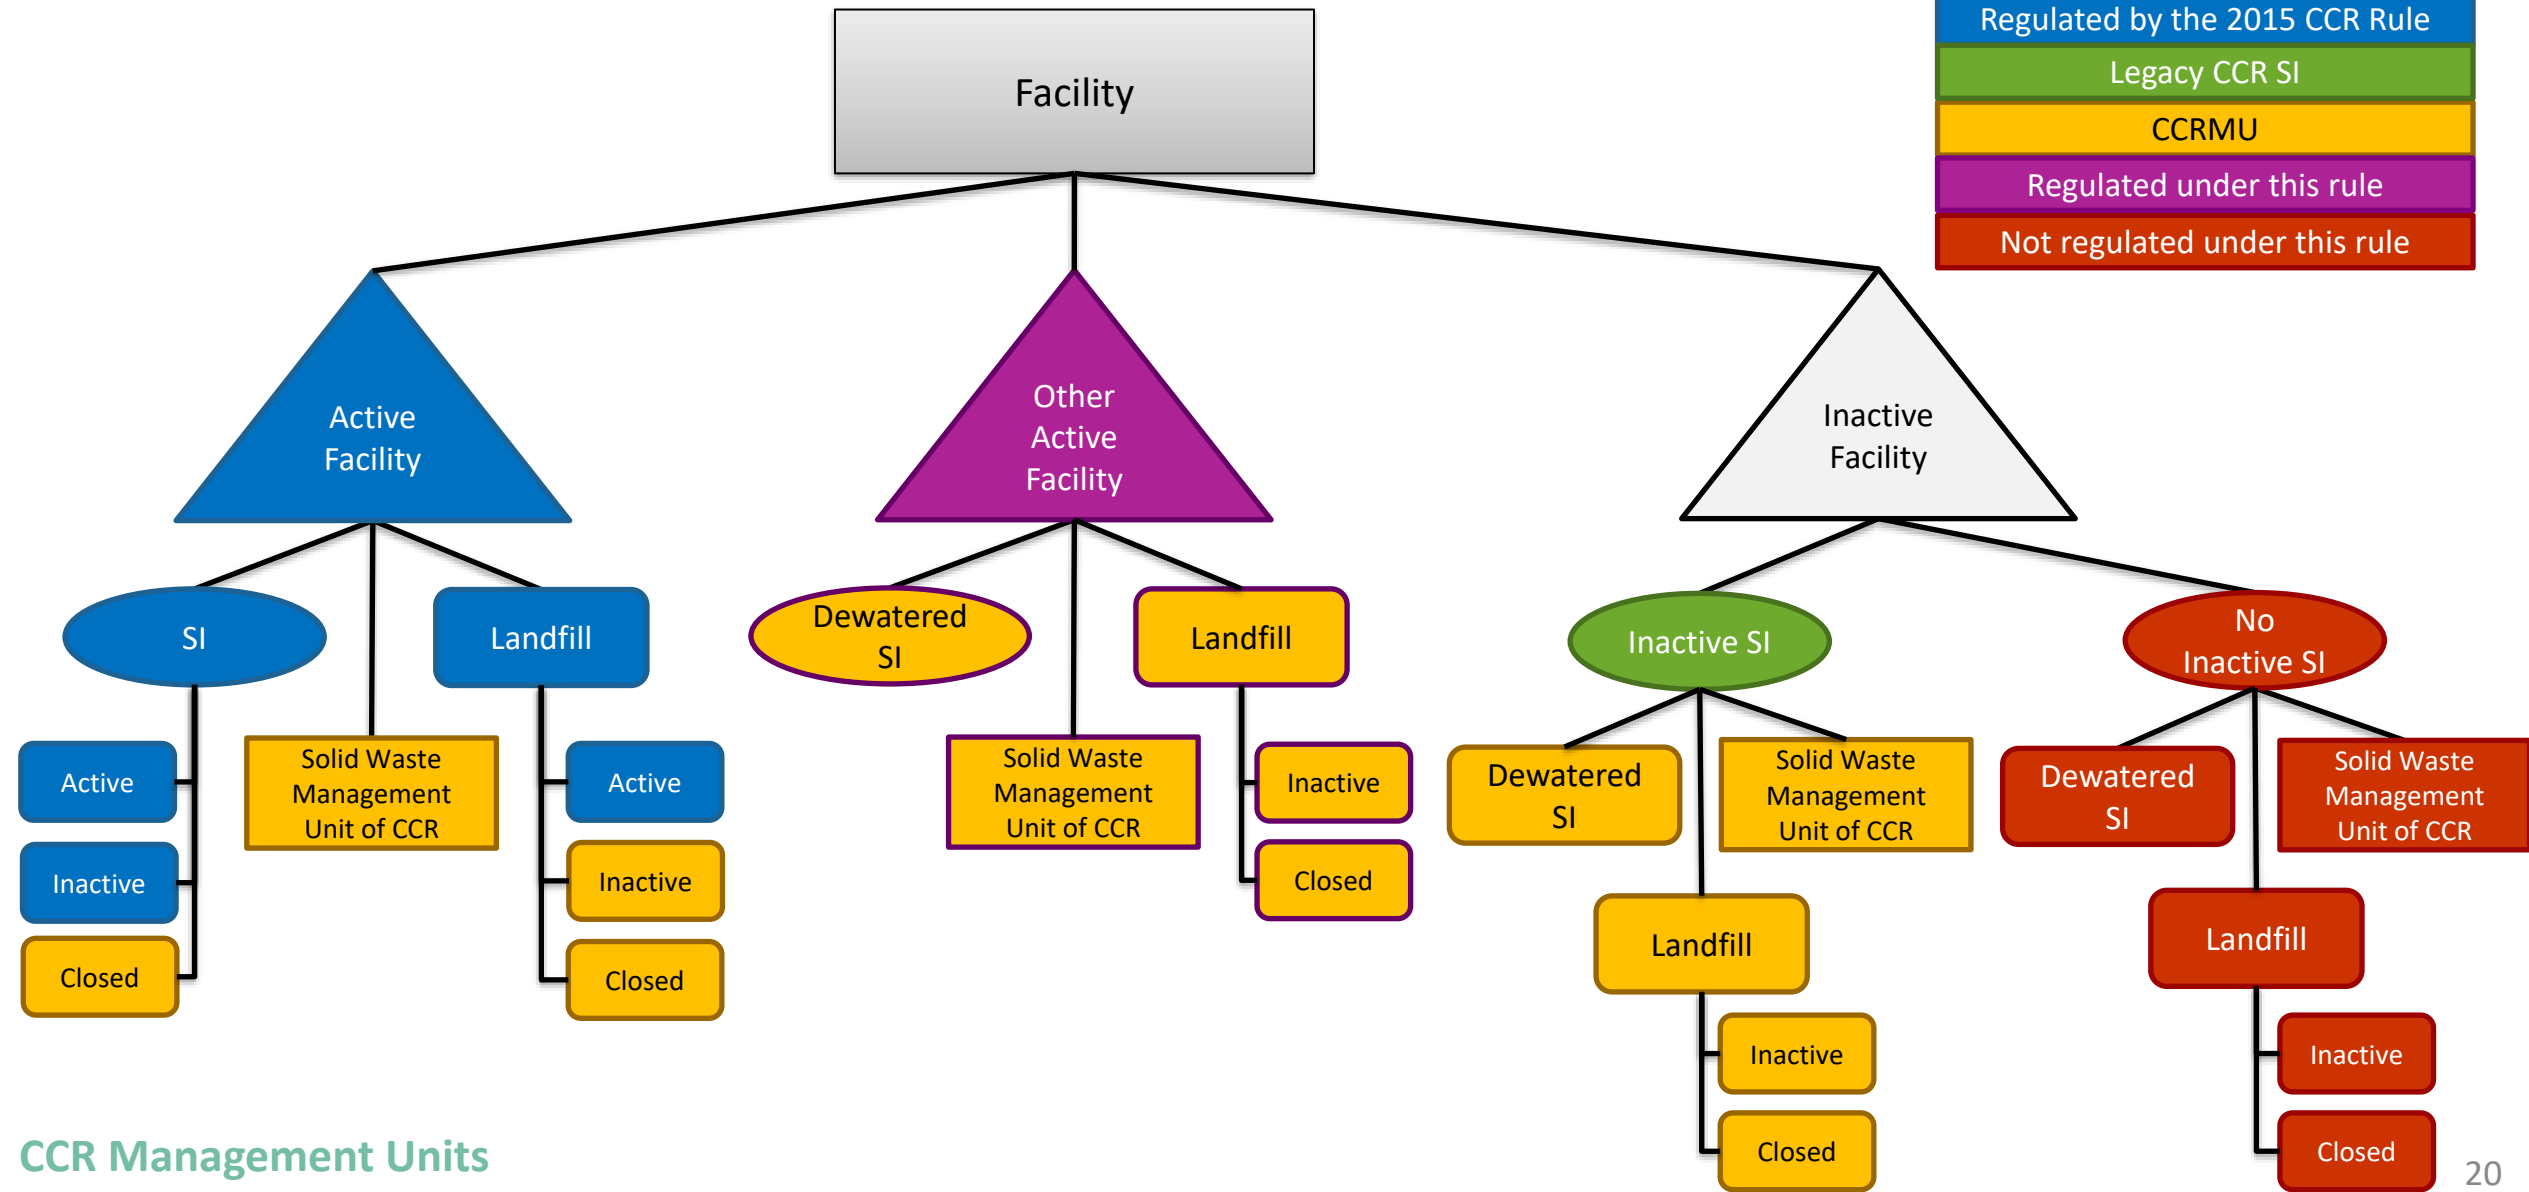 Regulated by the 2015 CCR Rule
Legacy CCR SI
CCRMU
Regulated under this rule
Not regulated under this rule
Facility
Active
Facility
Other
Active
Facility
Inactive
Facility
SI
Landfill
Dewatered
SI
Landfill
Inactive SI
No
Inactive SI
Active
Inactive
Closed
Solid Waste
Management
Unit of CCR
Active
Inactive
Closed
Solid Waste
Management
Unit of CCR
Inactive
Closed
Dewatered
SI
Solid Waste
Management
Unit of CCR
Landfill
Inactive
Closed
Dewatered
SI
Solid Waste
Management
Unit of CCR
Landfill
Inactive
Closed
CCR Management Units
20